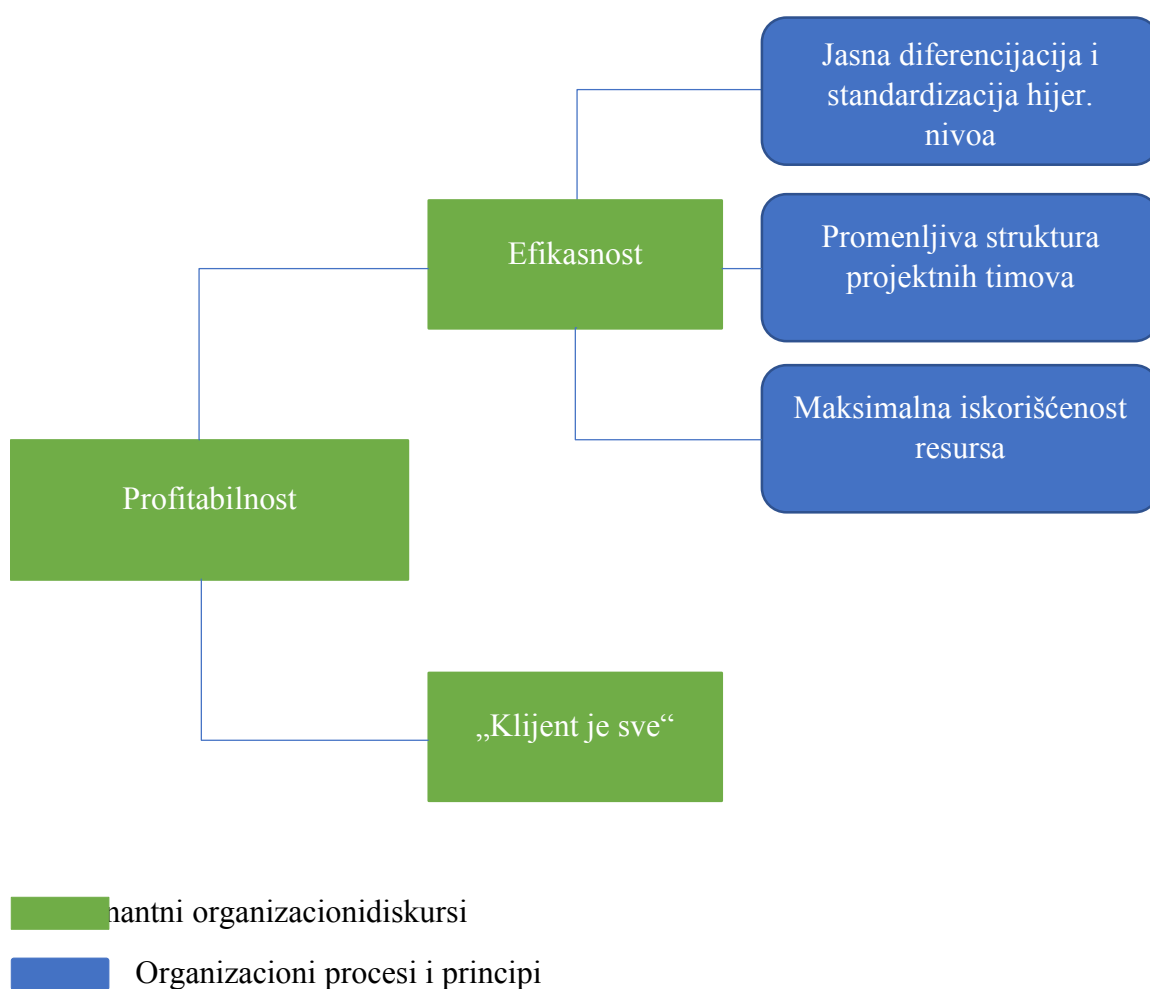 Jasna diferencijacija i
standardizacija hijer.
nivoa
Promenljiva struktura
projektnih timova
Efikasnost
Maksimalna iskorišćenost
resursa
Profitabilnost
„Klijent je sve“
organizacionidiskursi
Organizacioni procesi i principi